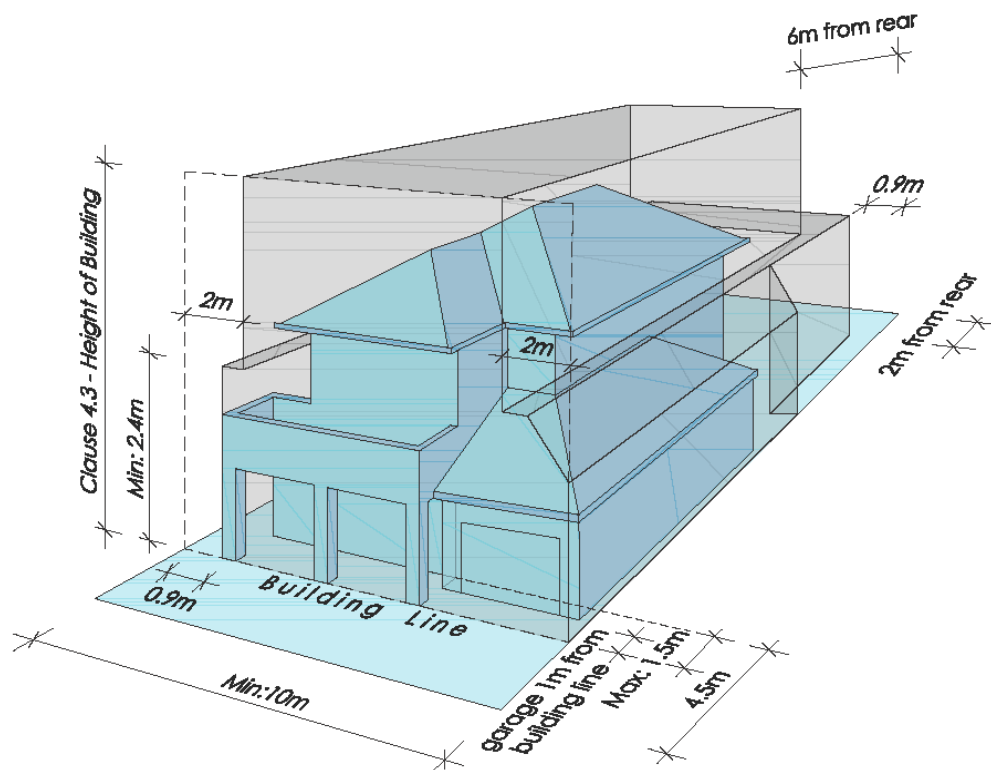 6m from rear
0.9m
Clause 4.3 - Height of Building
2m
2m
2m from rear
Min: 2.4m
0.9m
Building Line
garage 1m from
building line
Max: 1.5m
4.5m
Min:10m